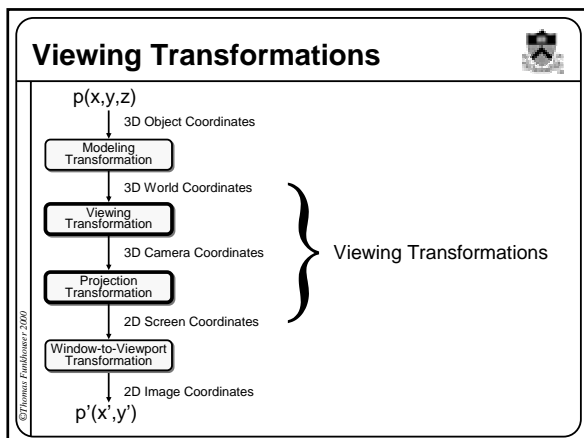 Viewing Transformations
p(x,y,z)
3D Object Coordinates
Modeling
Transformation
3D World Coordinates
Viewing
Transformation
3D Camera Coordinates
Viewing Transformations
Projection
Transformation
2D Screen Coordinates
Window-to-Viewport
Transformation
2D Image Coordinates
p’(x’,y’)
©Thomas Funkhouser 2000